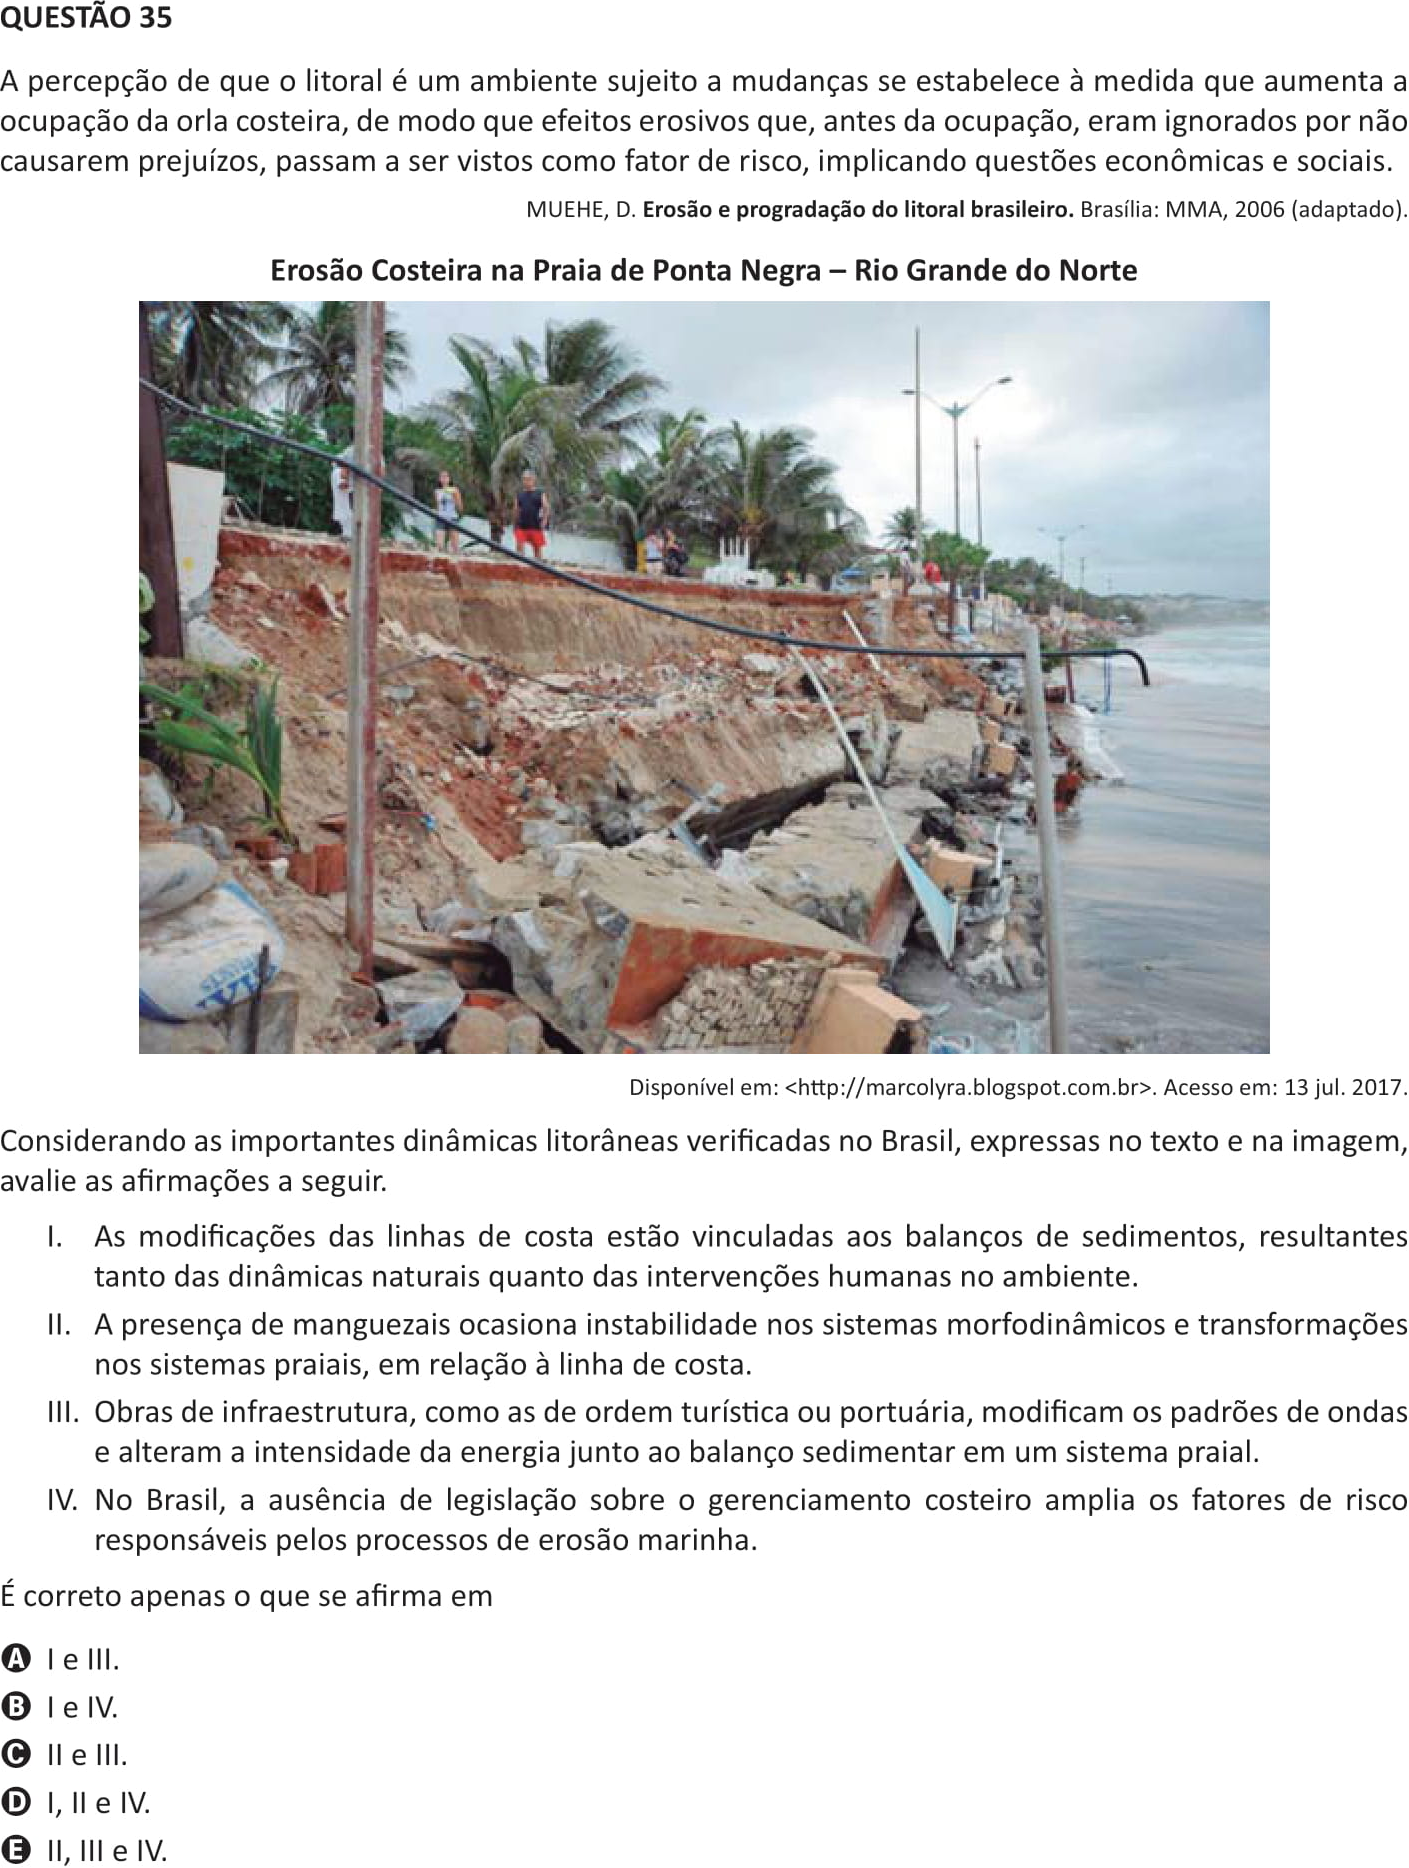 QUESTÃO 35
A percepção de que o litoral é um ambiente sujeito a mudanças se estabelece à medida que aumenta a
ocupação da orla costeira, de modo que efeitos erosivos que, antes da ocupação, eram ignorados por não
causarem prejuízos, passam a ser vistos como fator de risco, implicando questões econômicas e sociais.
MUEHE, D. Erosão e progradação do litoral brasileiro. Brasília: MMA, 2006 (adaptado).
Erosão Costeira na Praia de Ponta Negra – Rio Grande do Norte
Disponível em: <http://marcolyra.blogspot.com.br>. Acesso em: 13 jul. 2017.
Considerando as importantes dinâmicas litorâneas verificadas no Brasil, expressas no texto e na imagem,
avalie as afirmações a seguir.
I. As modificações das linhas de costa estão vinculadas aos balanços de sedimentos, resultantes
tanto das dinâmicas naturais quanto das intervenções humanas no ambiente.
II. A presença de manguezais ocasiona instabilidade nos sistemas morfodinâmicos e transformações
nos sistemas praiais, em relação à linha de costa.
III. Obras de infraestrutura, como as de ordem turística ou portuária, modificam os padrões de ondas
e alteram a intensidade da energia junto ao balanço sedimentar em um sistema praial.
IV. No Brasil, a ausência de legislação sobre o gerenciamento costeiro amplia os fatores de risco
responsáveis pelos processos de erosão marinha.
É correto apenas o que se afirma em
A I e III.
B I e IV.
C II e III.
D I, II e IV.
E II, III e IV.